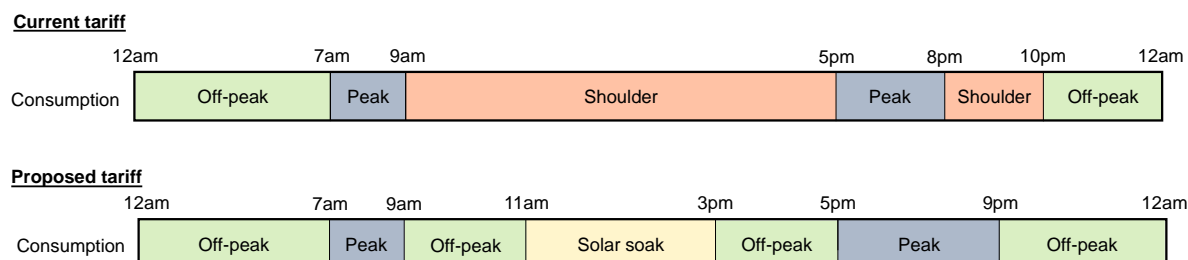 Current tariff
12am 7am 9am 5pm 8pm 10pm 12am
Consumption Off-peak Peak Shoulder Peak Shoulder Off-peak
Proposed tariff
12am 7am 9am 11am 3pm 5pm 9pm 12am
Consumption Off-peak Peak Off-peak Solar soak Off-peak Peak Off-peak